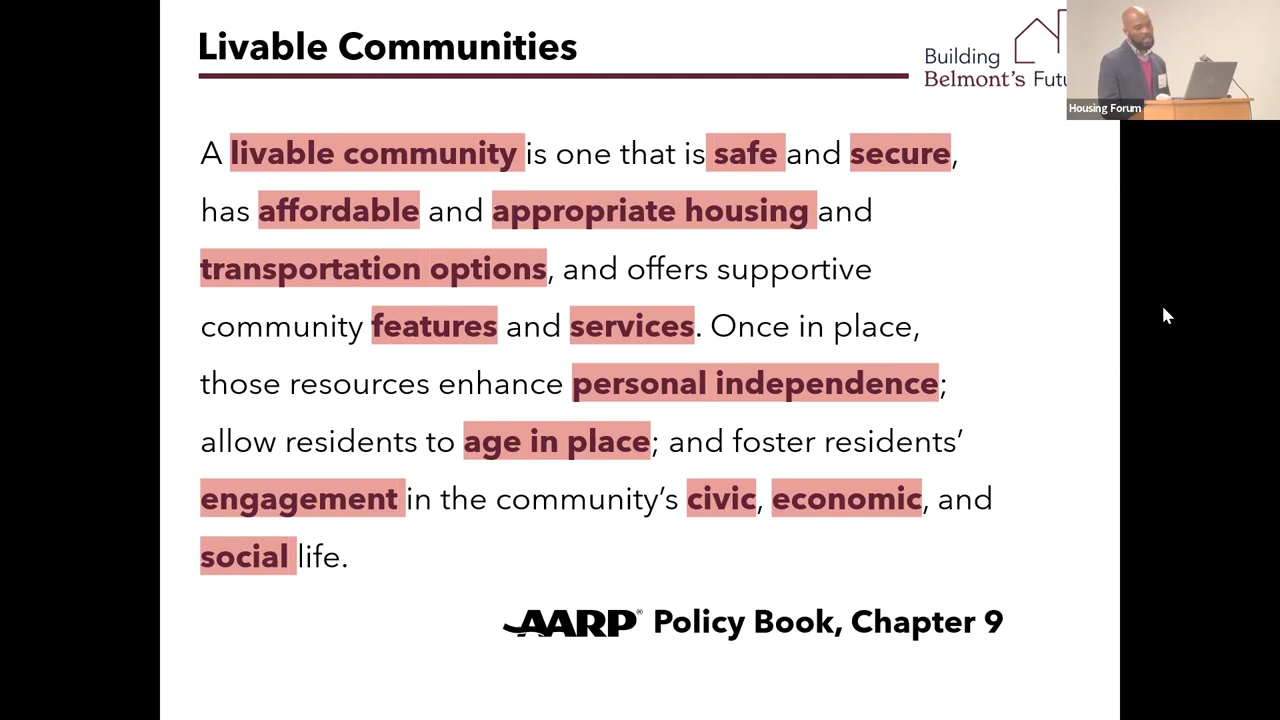 Livable Communities
Building
Belmont's Futu
Housing Forum
A livable community is one that is safe and secure,
has affordable and appropriate housing and
transportation options, and offers supportive
community features and services. Once in place,
those resources enhance personal independence;
allow residents to age in place; and foster residents’
engagement in the community’s civic, economic, and
social life.
AARP® Policy Book, Chapter 9